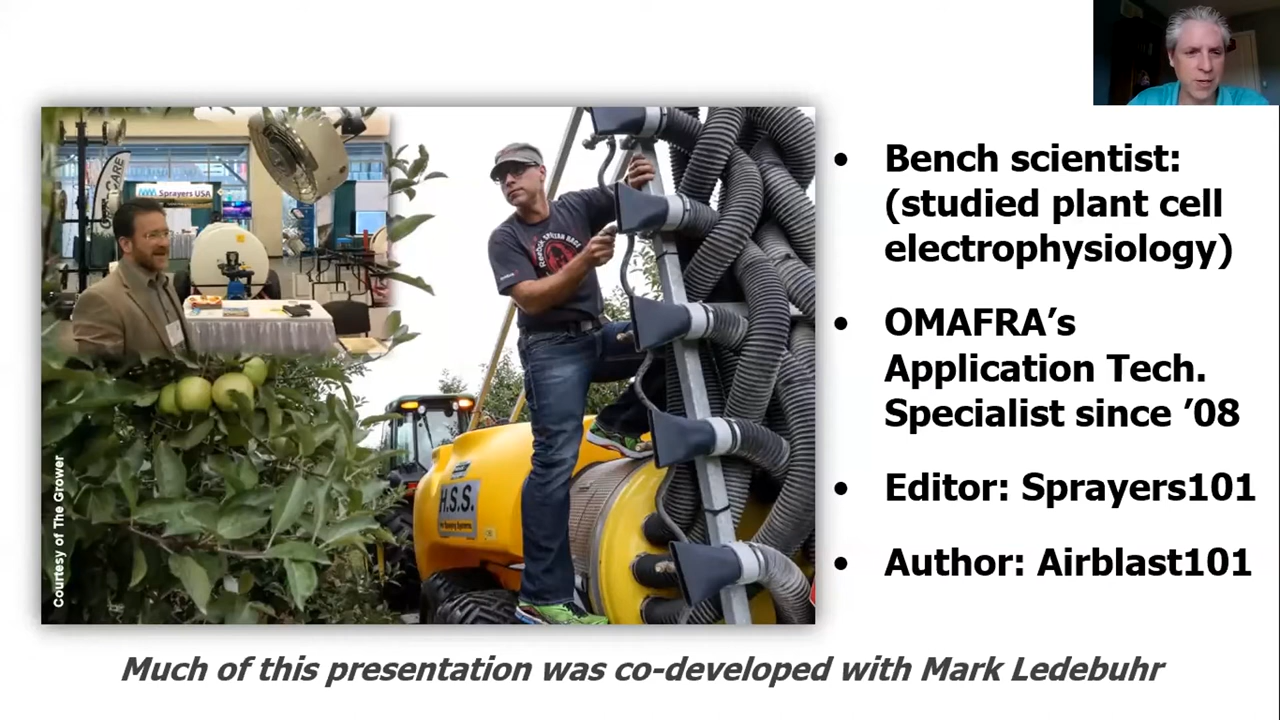 CARE
Sprayers USA
H.S.S.
Courtesy of The Grower
• Bench scientist:
(studied plant cell
electrophysiology)
• OMAFRA’s
Application Tech.
Specialist since ’08
• Editor: Sprayers101
• Author: Airblast101
Much of this presentation was co-developed with Mark Ledebuhr